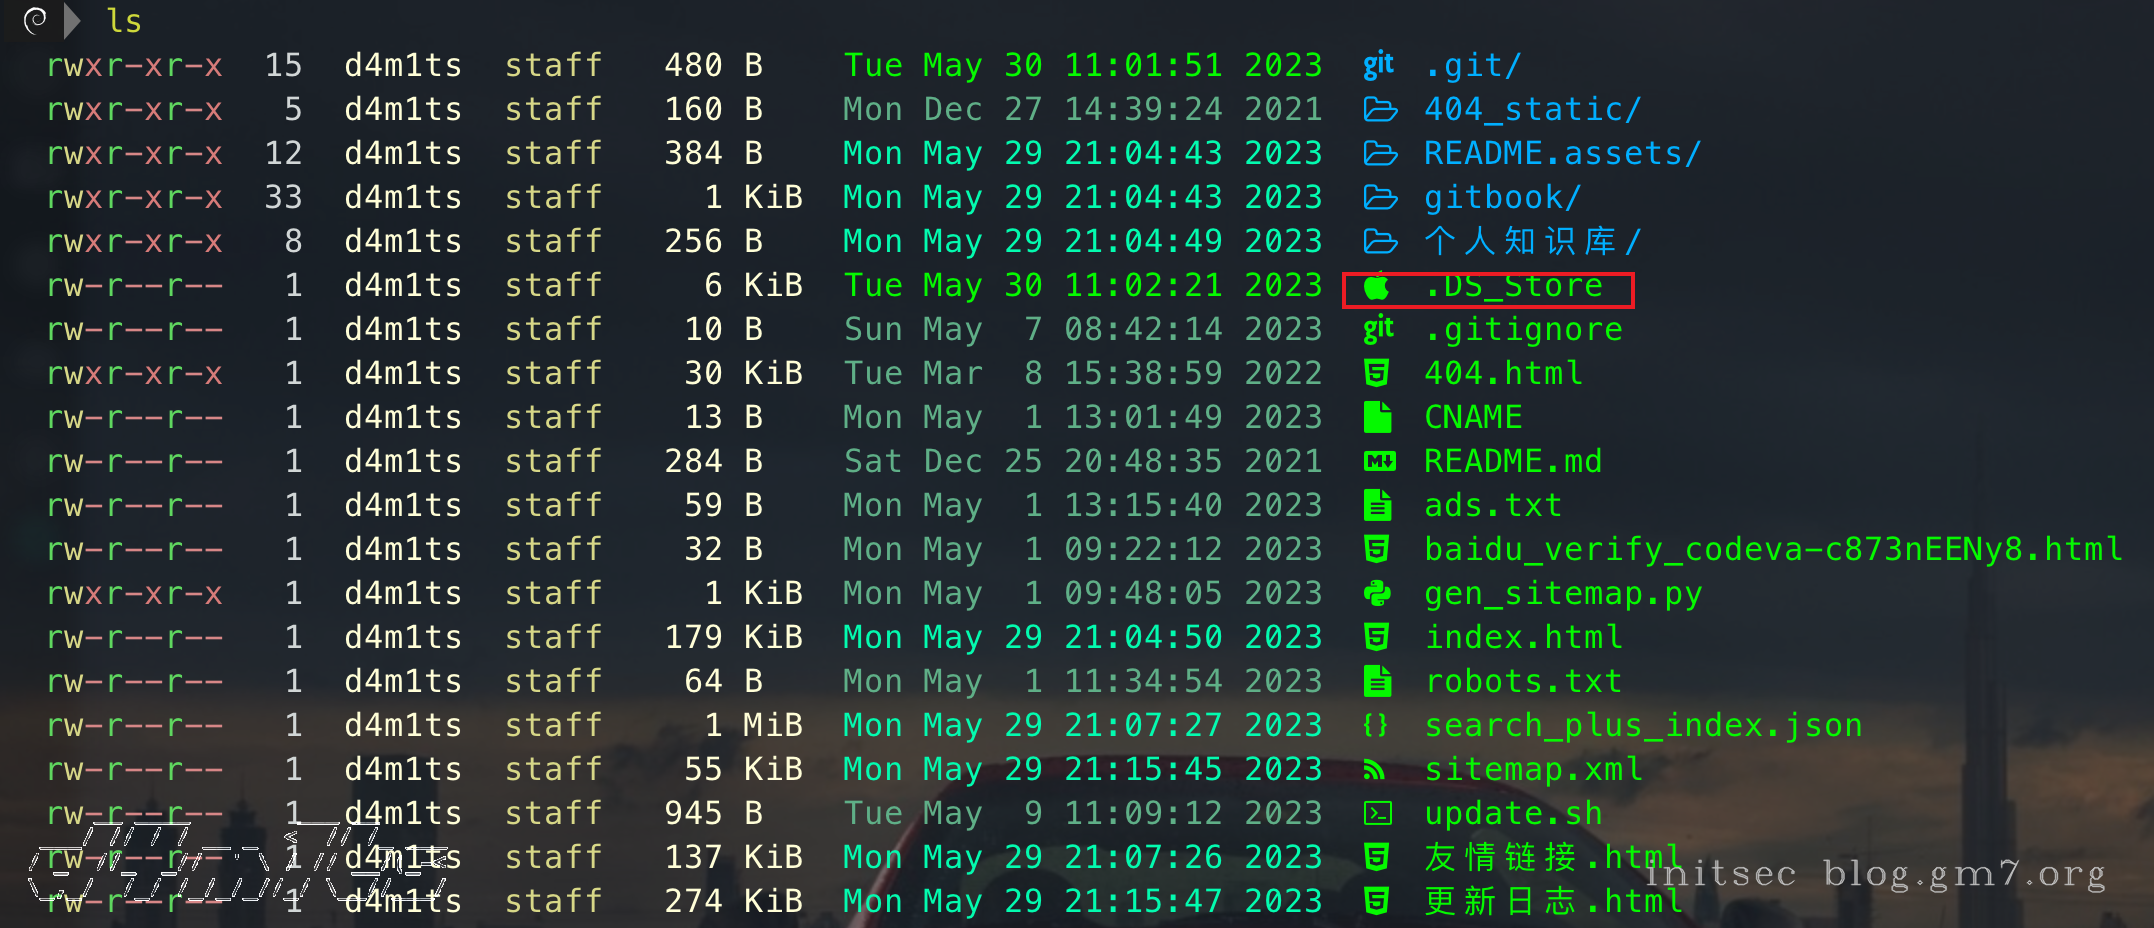 ls
rwxr-xr-x 15 d4m1ts staff 480 B Tue May 30 11:01:51 2023 git .git/
rwxr-xr-x 5 d4m1ts staff 160 B Mon Dec 27 14:39:24 2021 404_static/
rwxr-xr-x 12 d4m1ts staff 384 B Mon May 29 21:04:43 2023 README.assets/
rwxr-xr-x 33 d4m1ts staff 1 KiB Mon May 29 21:04:43 2023 gitbook/
rwxr-xr-x 8 d4m1ts staff 256 B Mon May 29 21:04:49 2023 个人知识库/
rw-r--r-- 1 d4m1ts staff 6 KiB Tue May 30 11:02:21 2023 .DS_Store
rw-r--r-- 1 d4m1ts staff 10 B Sun May 7 08:42:14 2023 git .gitignore
rwxr-xr-x 1 d4m1ts staff 30 KiB Tue Mar 8 15:38:59 2022 404.html
rw-r--r-- 1 d4m1ts staff 13 B Mon May 1 13:01:49 2023 CNAME
rw-r--r-- 1 d4m1ts staff 284 B Sat Dec 25 20:48:35 2021 README.md
rw-r--r-- 1 d4m1ts staff 59 B Mon May 1 13:15:40 2023 ads.txt
rw-r--r-- 1 d4m1ts staff 32 B Mon May 1 09:22:12 2023 baidu_verify_codeva-c873nEENy8.html
rwxr-xr-x 1 d4m1ts staff 1 KiB Mon May 1 09:48:05 2023 gen_sitemap.py
rw-r--r-- 1 d4m1ts staff 179 KiB Mon May 29 21:04:50 2023 index.html
rw-r--r-- 1 d4m1ts staff 64 B Mon May 1 11:34:54 2023 robots.txt
rw-r--r-- 1 d4m1ts staff 1 MiB Mon May 29 21:07:27 2023 {} search_plus_index.json
rw-r--r-- 1 d4m1ts staff 55 KiB Mon May 29 21:15:45 2023 sitemap.xml
rw-r--r-- 1 d4m1ts staff 945 B Tue May 9 11:09:12 2023 update.sh
rw-r--r-- 1 d4m1ts staff 137 KiB Mon May 29 21:07:26 2023 友情链接.html
rw-r--r-- 1 d4m1ts staff 274 KiB Mon May 29 21:15:47 2023 更新日志.html
initsec blog.gm7.org